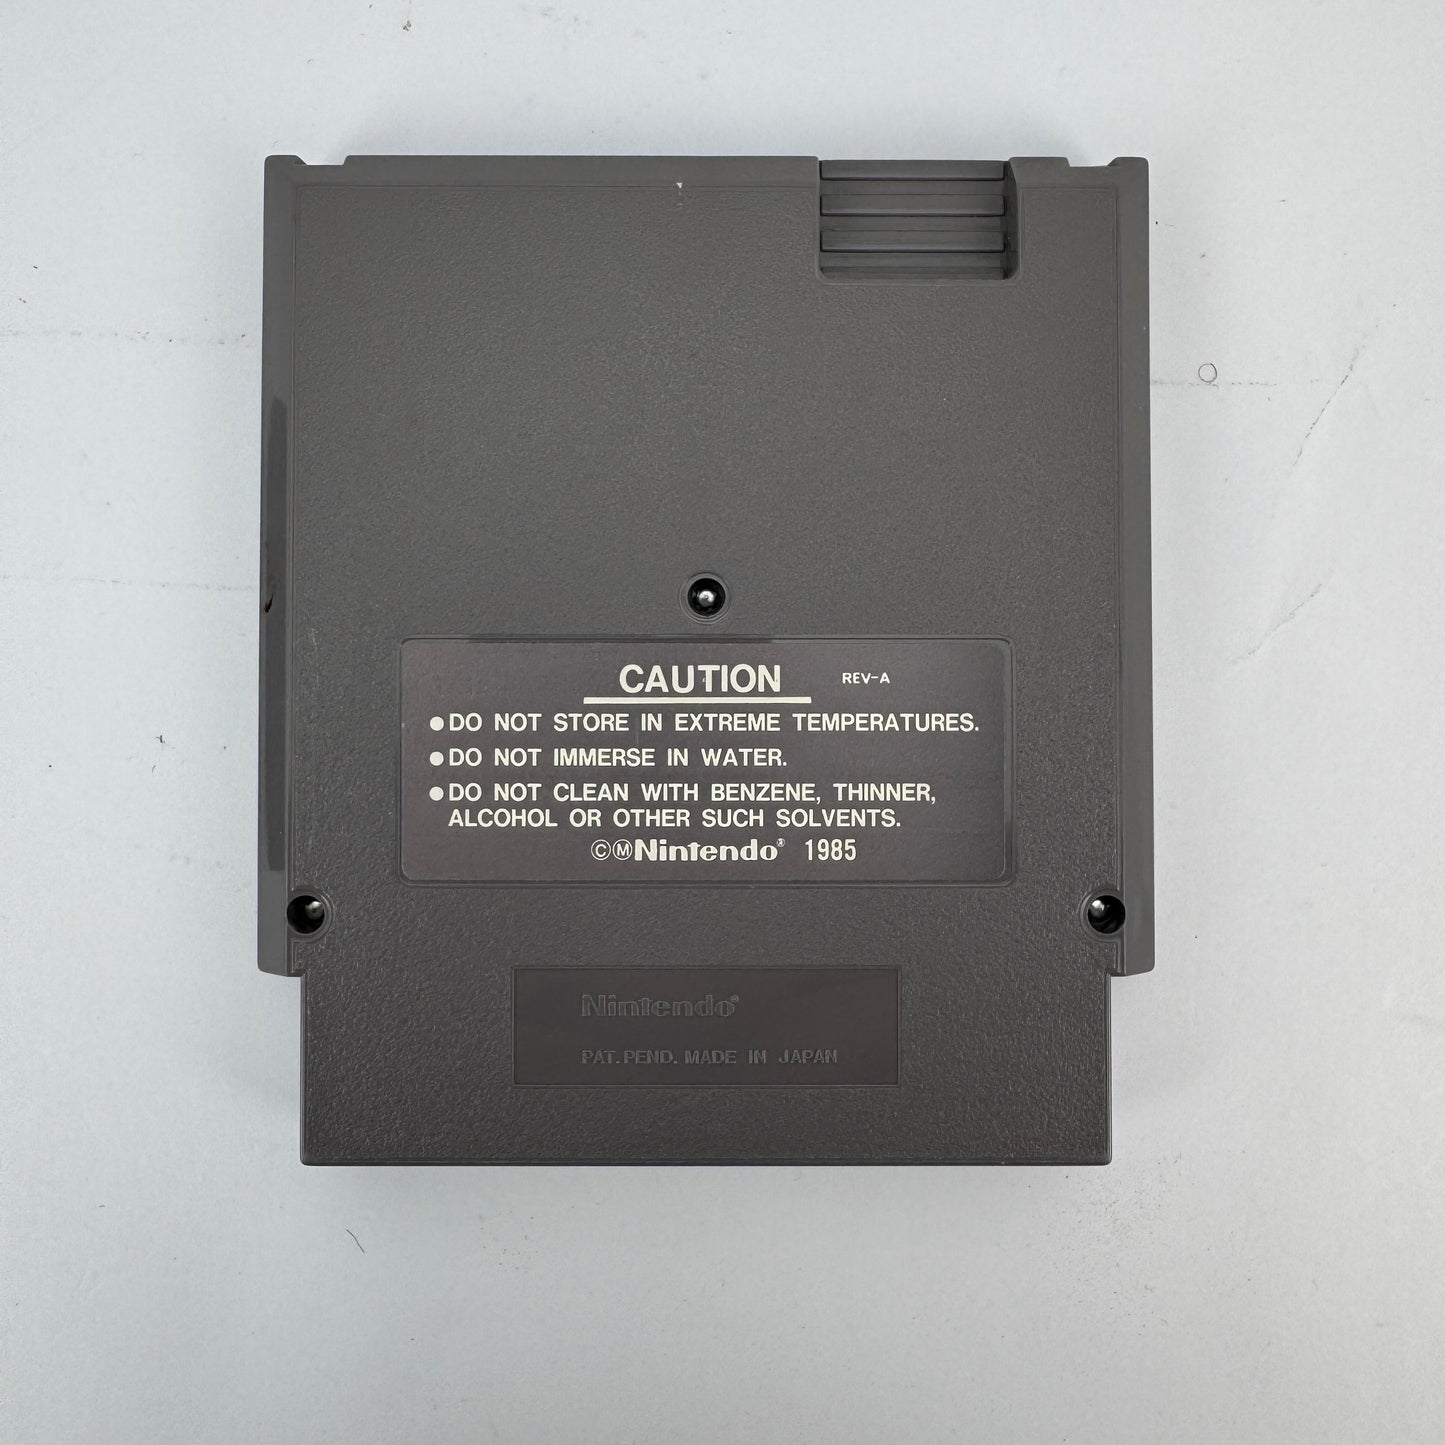 CAUTION REV-A
●DO NOT STORE IN EXTREME TEMPERATURES.
●DO NOT IMMERSE IN WATER.
●DO NOT CLEAN WITH BENZENE, THINNER,
ALCOHOL OR OTHER SUCH SOLVENTS.
©ⓂNintendo® 1985
Nintendo®
PAT. PEND. MADE IN JAPAN